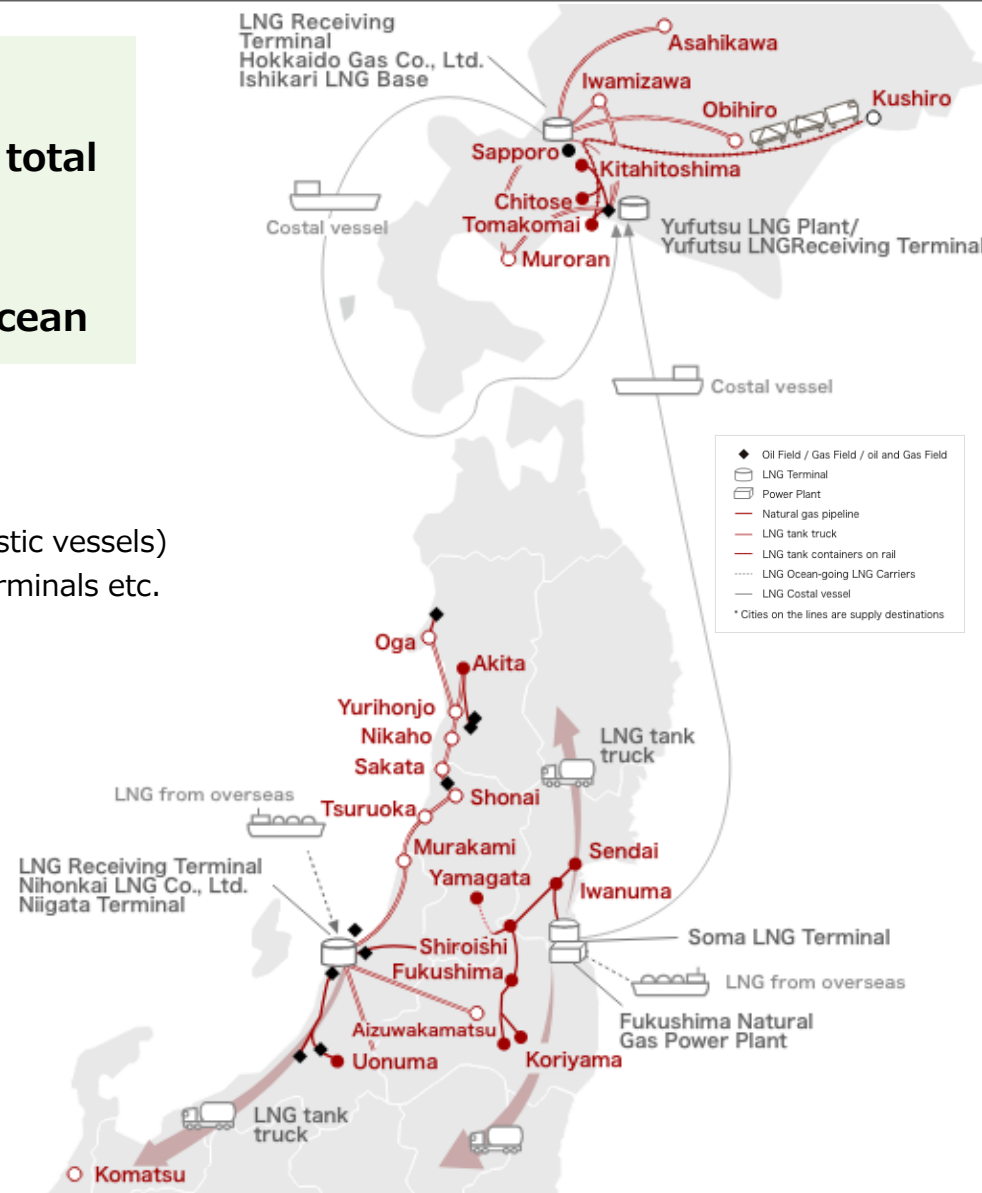 total
cean
stic vessels)
rminals etc.
LNG Receiving
Terminal
Hokkaido Gas Co., Ltd.
Ishikari LNG Base
Asahikawa
Iwamizawa
Obihiro
Kushiro
Sapporo
Kitahitoshima
Chitose
Tomakomai
Muroran
Yufutsu LNG Plant/
Yufutsu LNGReceiving Terminal
Costal vessel
Costal vessel
Oil Field / Gas Field / oil and Gas Field
LNG Terminal
Power Plant
Natural gas pipeline
LNG tank truck
LNG tank containers on rail
LNG Ocean-going LNG Carriers
LNG Costal vessel
* Cities on the lines are supply destinations
Oga
Akita
Yurihonjo
Nikaho
Sakata
Shonai
Tsuruoka
Murakami
Yamagata
LNG tank
truck
LNG from overseas
LNG Receiving Terminal
Nihonkai LNG Co., Ltd.
Niigata Terminal
Sendai
Iwanuma
Shiroishi
Fukushima
Soma LNG Terminal
LNG from overseas
Fukushima Natural
Gas Power Plant
Aizuwakamatsu
Uonuma
Koriyama
LNG tank
truck
Komatsu